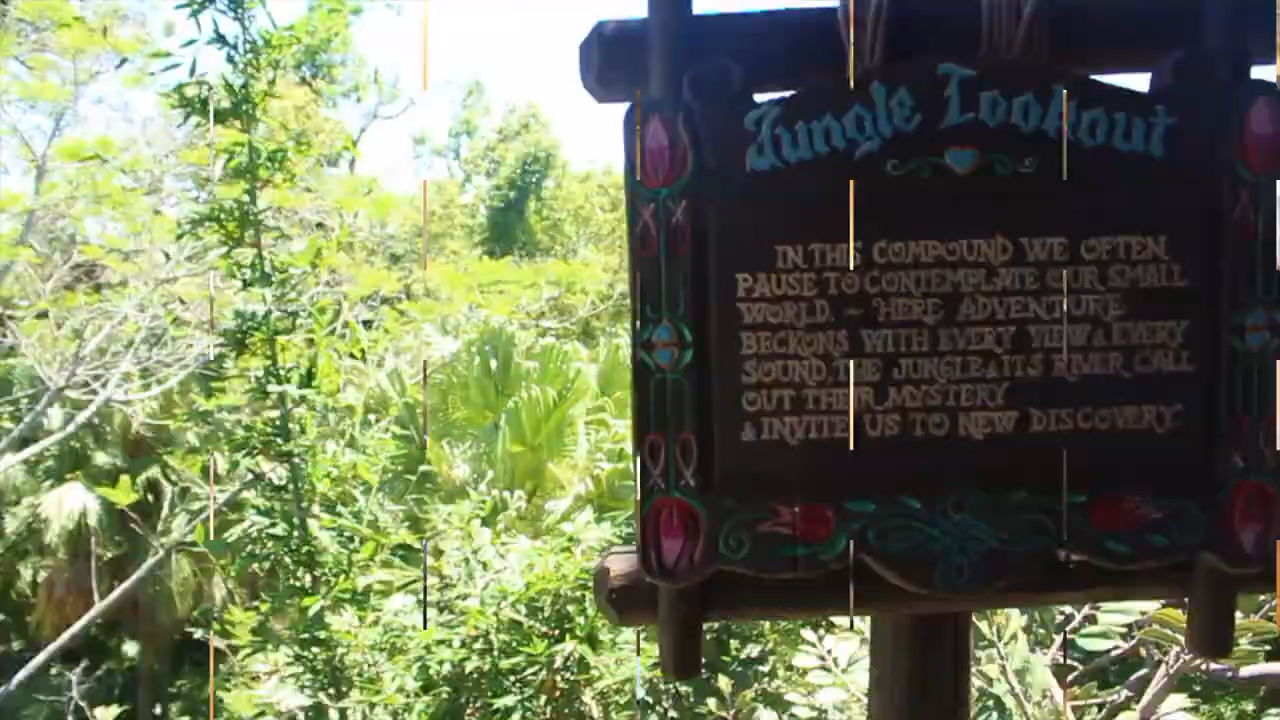 Jungle Lookout
IN THIS COMPOUND WE OFTEN
PAUSE TO CONTEMPLATE OUR SMALL
WORLD. ~ HERE ADVENTURE
BECKONS WITH EVERY VIEW & EVERY
SOUND. THE JUNGLE & ITS RIVER CALL
OUT THEIR MYSTERY
& INVITE US TO NEW DISCOVERY.